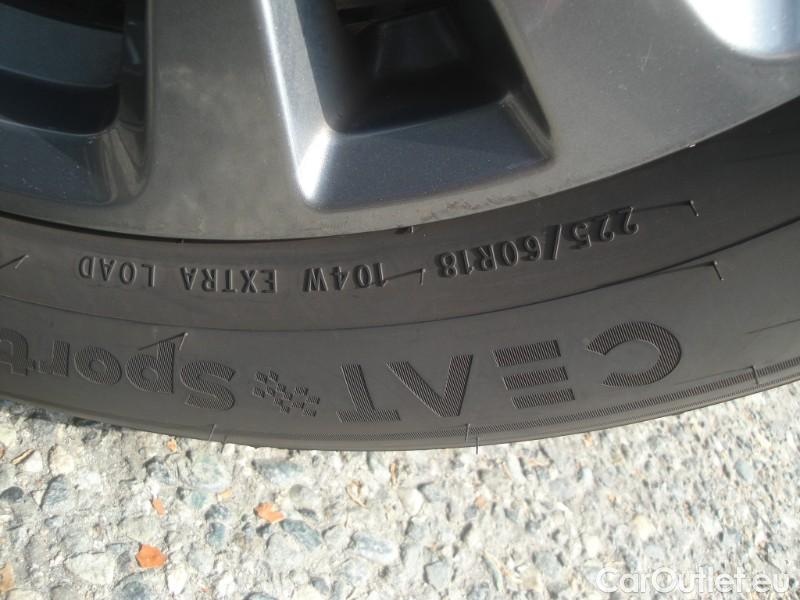 225/60R18 104W EXTRA LOAD
CEAT Sport
CarOutlet.eu